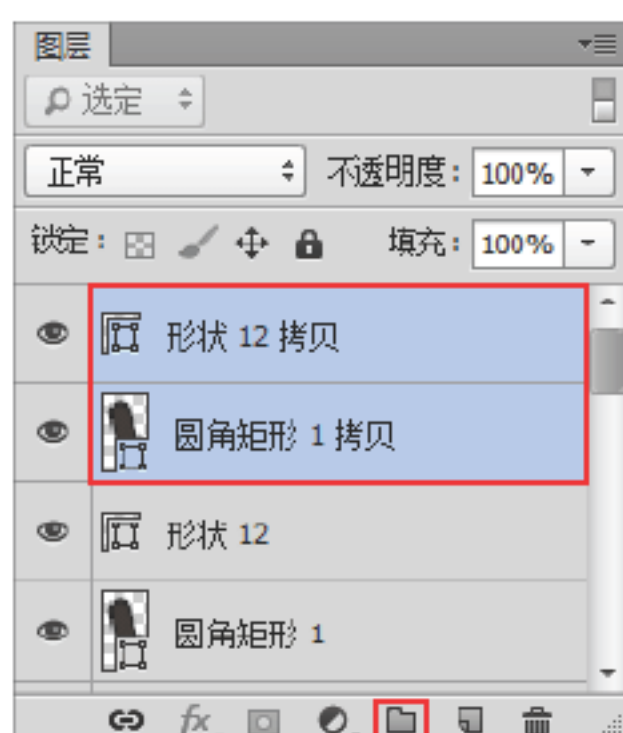 图层
选定
正常 不透明度: 100%
锁定: 填充: 100%
形状 12 拷贝
圆角矩形 1 拷贝
形状 12
圆角矩形 1
fx